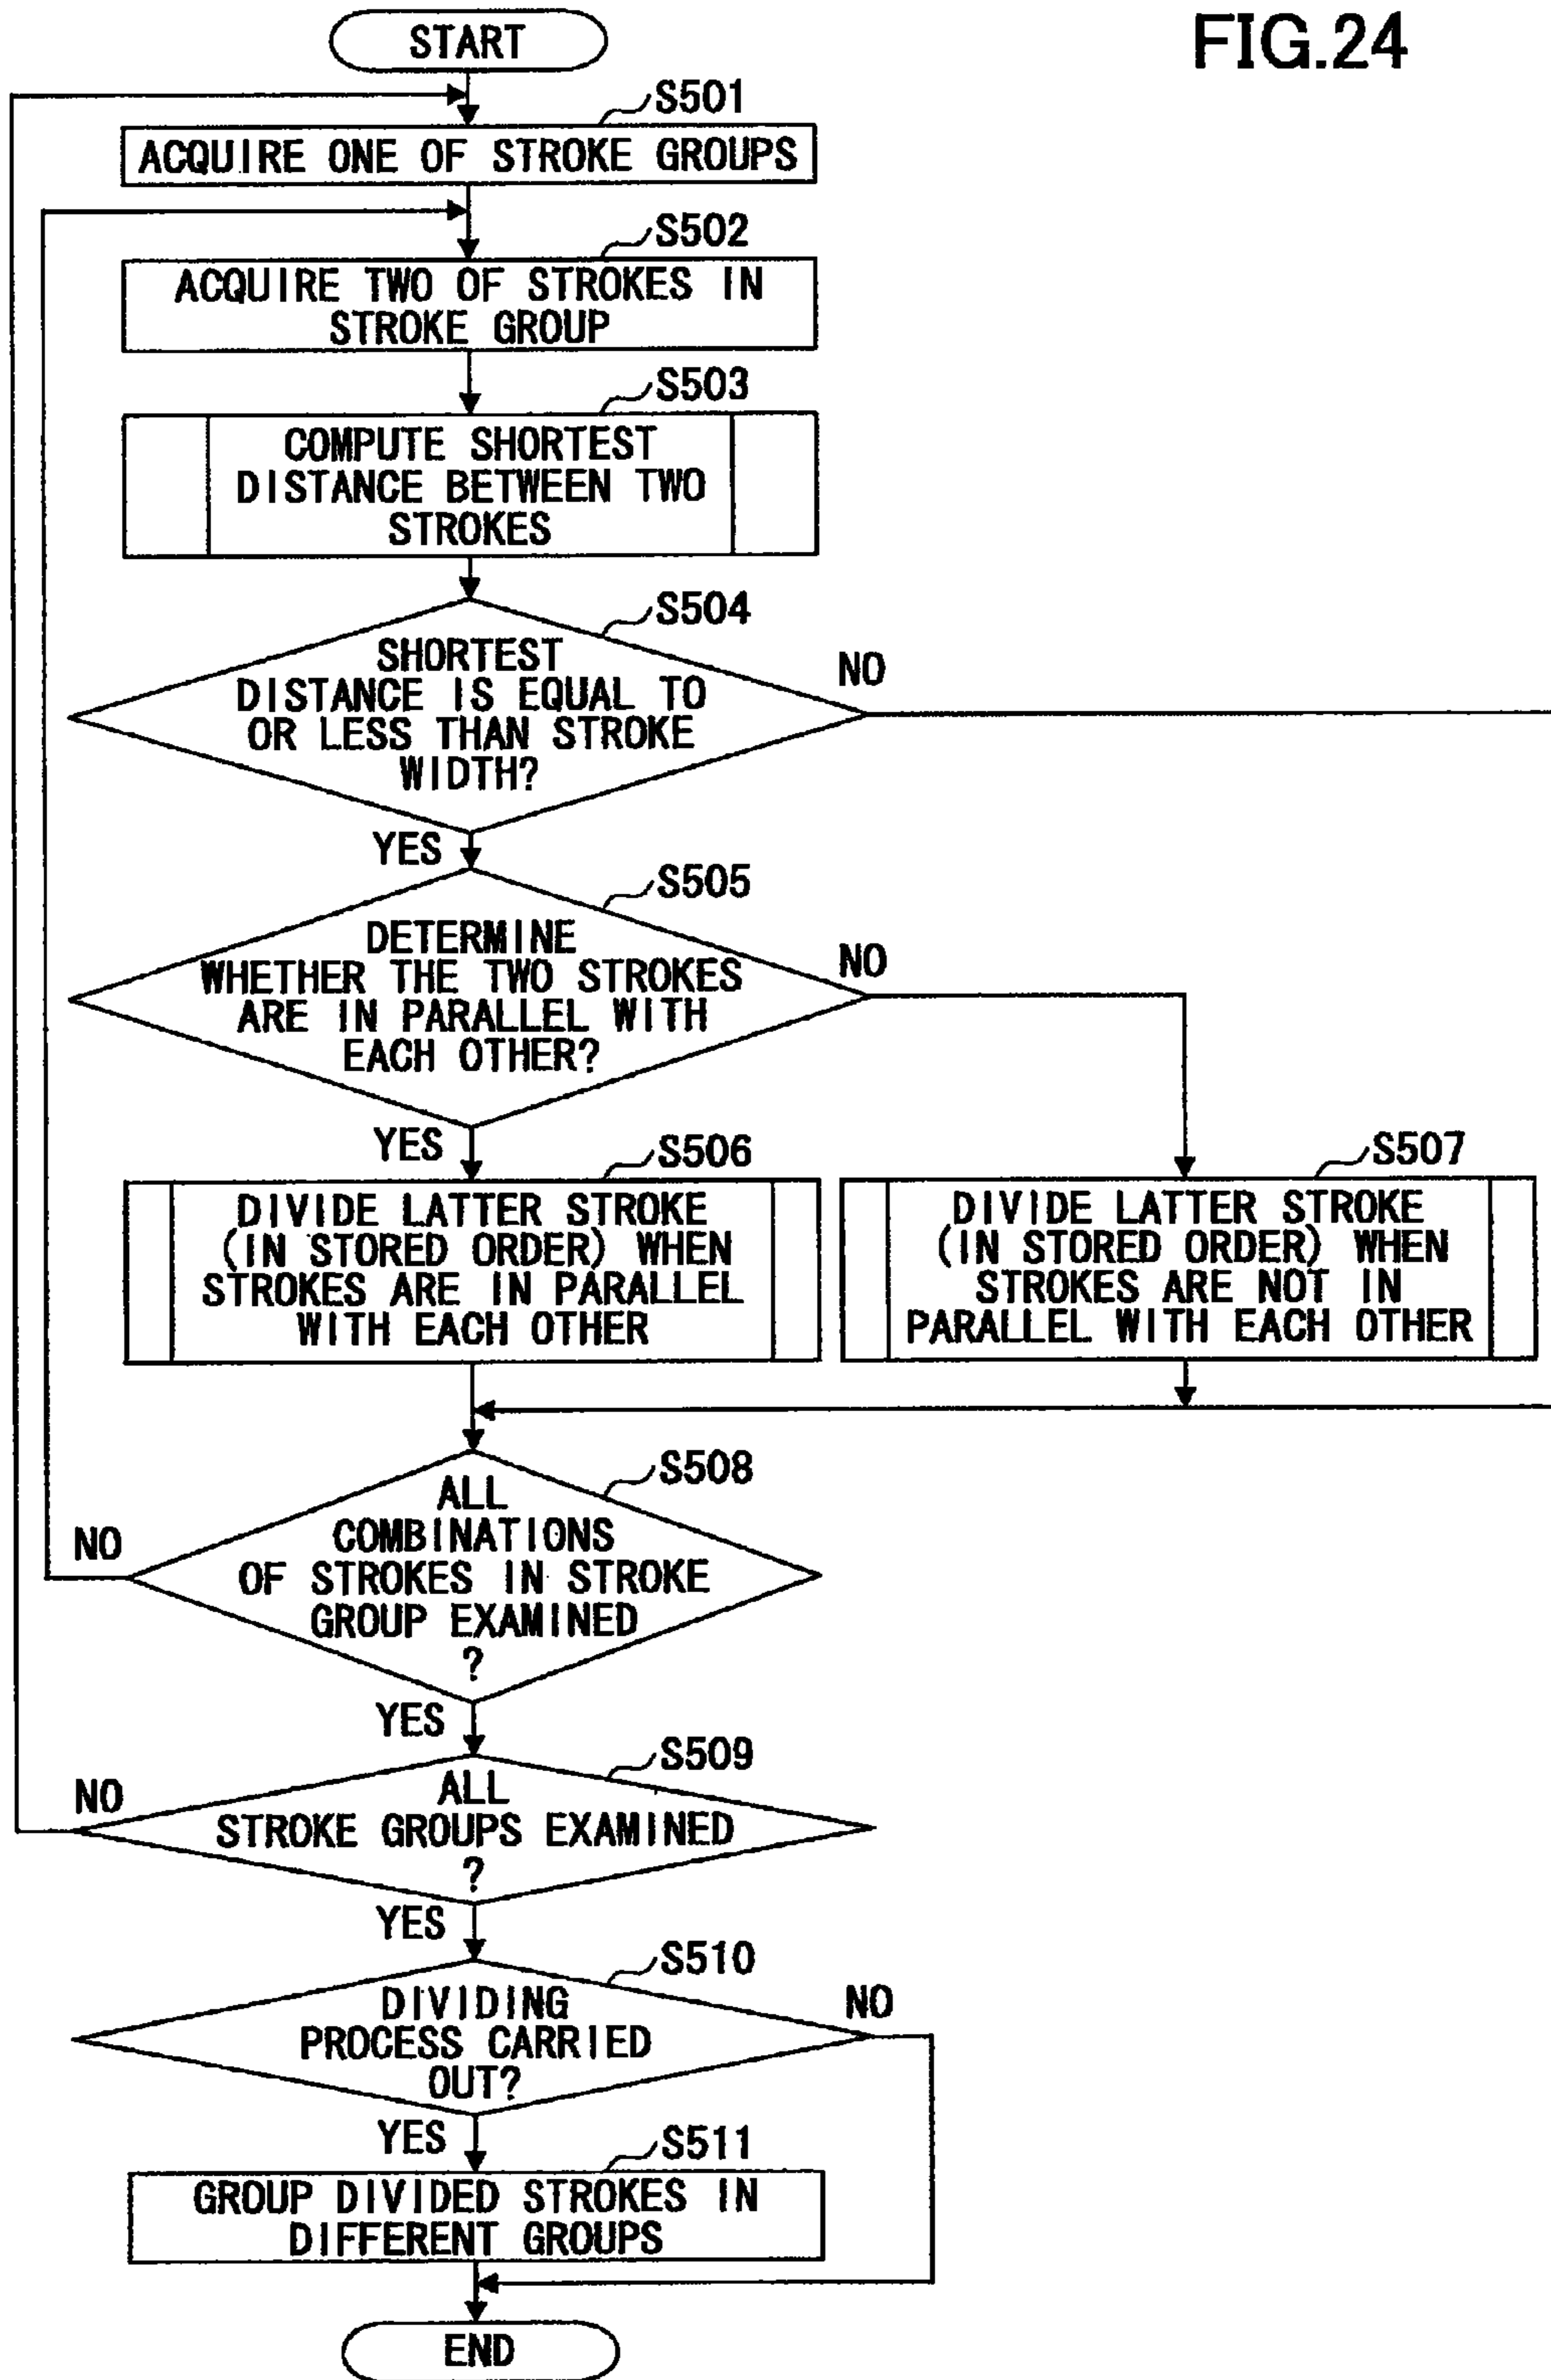 FIG.24
START
S501
ACQUIRE ONE OF STROKE GROUPS
S502
ACQUIRE TWO OF STROKES IN
STROKE GROUP
S503
COMPUTE SHORTEST
DISTANCE BETWEEN TWO
STROKES
S504
SHORTEST
DISTANCE IS EQUAL TO
OR LESS THAN STROKE
WIDTH?
NO
YES
S505
DETERMINE
WHETHER THE TWO STROKES
ARE IN PARALLEL WITH
EACH OTHER?
NO
YES
S506
DIVIDE LATTER STROKE
(IN STORED ORDER) WHEN
STROKES ARE IN PARALLEL
WITH EACH OTHER
S507
DIVIDE LATTER STROKE
(IN STORED ORDER) WHEN
STROKES ARE NOT IN
PARALLEL WITH EACH OTHER
S508
ALL
COMBINATIONS
OF STROKES IN STROKE
GROUP EXAMINED
?
NO
YES
S509
ALL
STROKE GROUPS EXAMINED
?
NO
YES
S510
DIVIDING
PROCESS CARRIED
OUT?
NO
YES
S511
GROUP DIVIDED STROKES IN
DIFFERENT GROUPS
END